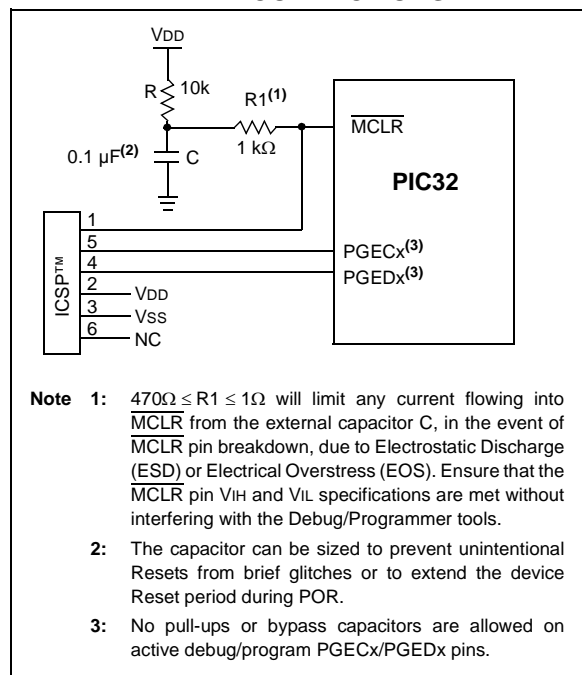 VDD
R 10k
R1(1)
0.1 µF(2) C
1 kΩ
MCLR
PIC32
ICSP™
1
5
4
2 VDD
3 VSS
6 NC
PGECx(3)
PGEDx(3)
Note 1: 470Ω ≤ R1 ≤ 1Ω will limit any current flowing into
MCLR from the external capacitor C, in the event of
MCLR pin breakdown, due to Electrostatic Discharge
(ESD) or Electrical Overstress (EOS). Ensure that the
MCLR pin VIH and VIL specifications are met without
interfering with the Debug/Programmer tools.
2: The capacitor can be sized to prevent unintentional
Resets from brief glitches or to extend the device
Reset period during POR.
3: No pull-ups or bypass capacitors are allowed on
active debug/program PGECx/PGEDx pins.